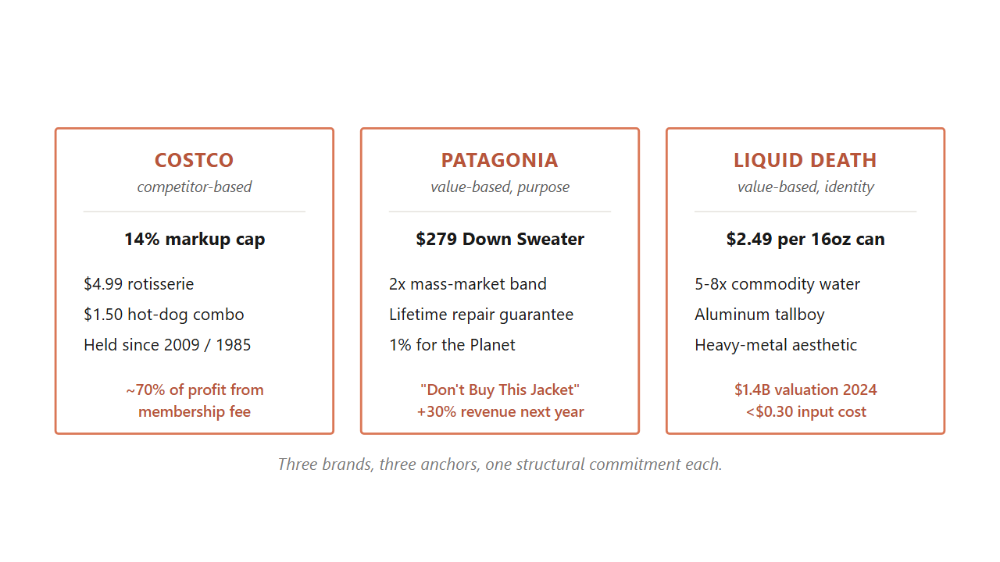 COSTCO
competitor-based
14% markup cap
$4.99 rotisserie
$1.50 hot-dog combo
Held since 2009 / 1985
~70% of profit from
membership fee
PATAGONIA
value-based, purpose
$279 Down Sweater
2x mass-market band
Lifetime repair guarantee
1% for the Planet
"Don't Buy This Jacket"
+30% revenue next year
LIQUID DEATH
value-based, identity
$2.49 per 16oz can
5-8x commodity water
Aluminum tallboy
Heavy-metal aesthetic
$1.4B valuation 2024
<$0.30 input cost
Three brands, three anchors, one structural commitment each.